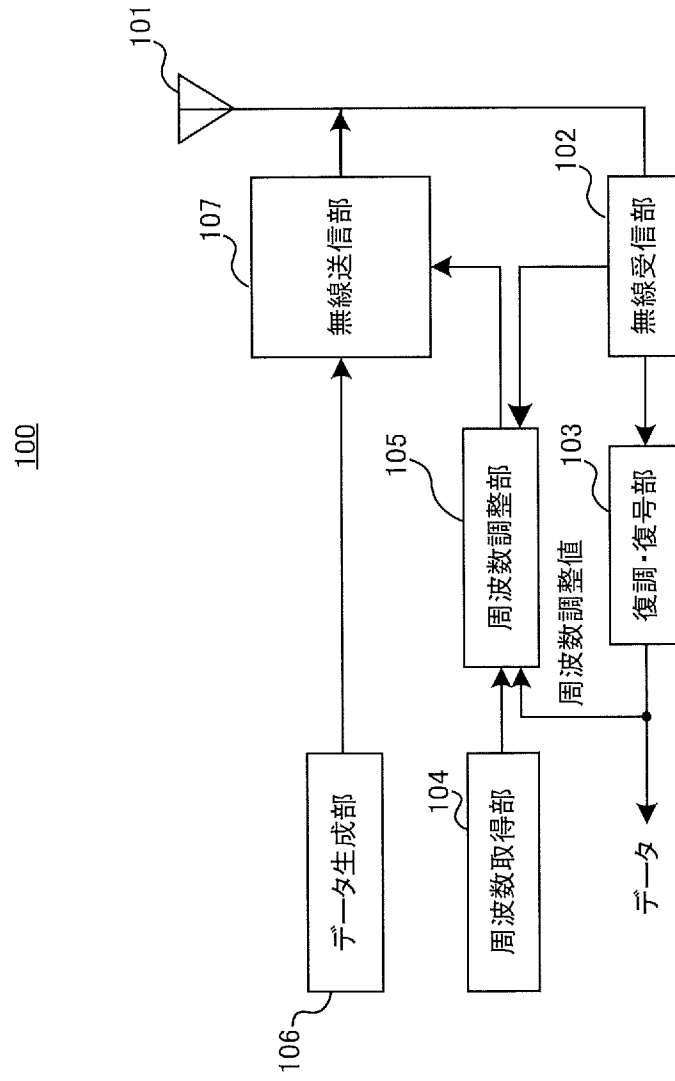 100
101
107
無線送信部
102
無線受信部
105
周波数調整部
周波数調整値
103
復調・復号部
106
データ生成部
104
周波数取得部
データ